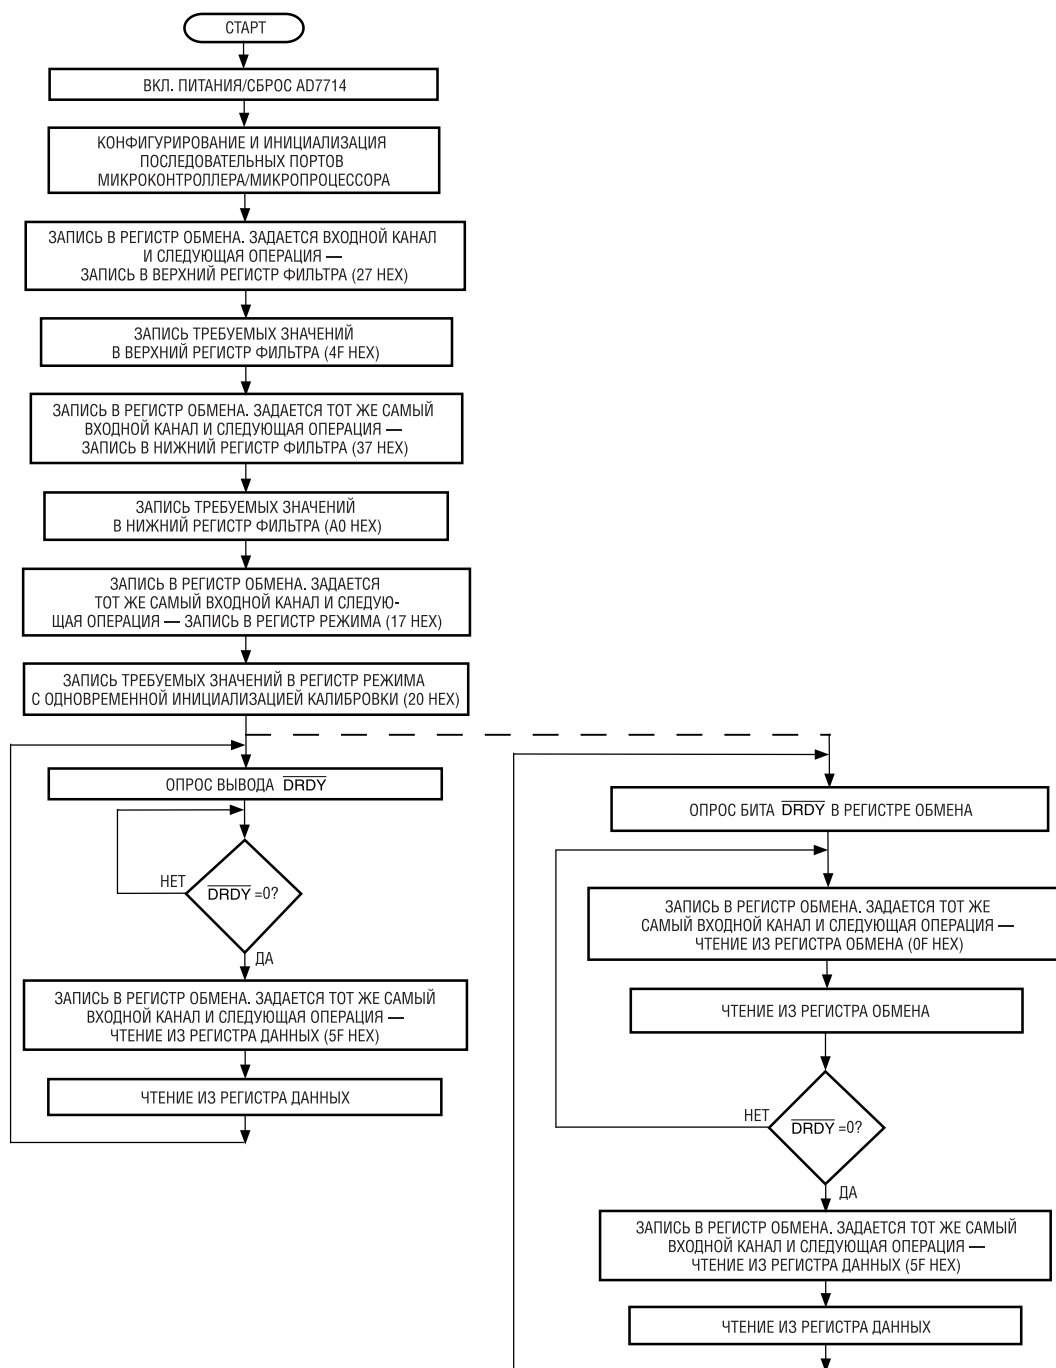 СТАРТ
ВКЛ. ПИТАНИЯ/СБРОС AD7714
КОНФИГУРИРОВАНИЕ И ИНИЦИАЛИЗАЦИЯ
ПОСЛЕДОВАТЕЛЬНЫХ ПОРТОВ
МИКРОКОНТРОЛЛЕРА/МИКРОПРОЦЕССОРА
ЗАПИСЬ В РЕГИСТР ОБМЕНА. ЗАДАЕТСЯ ВХОДНОЙ КАНАЛ
И СЛЕДУЮЩАЯ ОПЕРАЦИЯ —
ЗАПИСЬ В ВЕРХНИЙ РЕГИСТР ФИЛЬТРА (27 HEX)
ЗАПИСЬ ТРЕБУЕМЫХ ЗНАЧЕНИЙ
В ВЕРХНИЙ РЕГИСТР ФИЛЬТРА (4F HEX)
ЗАПИСЬ В РЕГИСТР ОБМЕНА. ЗАДАЕТСЯ ТОТ ЖЕ САМЫЙ
ВХОДНОЙ КАНАЛ И СЛЕДУЮЩАЯ ОПЕРАЦИЯ —
ЗАПИСЬ В НИЖНИЙ РЕГИСТР ФИЛЬТРА (37 HEX)
ЗАПИСЬ ТРЕБУЕМЫХ ЗНАЧЕНИЙ
В НИЖНИЙ РЕГИСТР ФИЛЬТРА (A0 HEX)
ЗАПИСЬ В РЕГИСТР ОБМЕНА. ЗАДАЕТСЯ
ТОТ ЖЕ САМЫЙ ВХОДНОЙ КАНАЛ И СЛЕДУЮ-
ЩАЯ ОПЕРАЦИЯ — ЗАПИСЬ В РЕГИСТР РЕЖИМА (17 HEX)
ЗАПИСЬ ТРЕБУЕМЫХ ЗНАЧЕНИЙ В РЕГИСТР РЕЖИМА
С ОДНОВРЕМЕННОЙ ИНИЦИАЛИЗАЦИЕЙ КАЛИБРОВКИ (20 HEX)
ОПРОС ВЫВОДА DRDY
НЕТ
DRDY =0?
ДА
ЗАПИСЬ В РЕГИСТР ОБМЕНА. ЗАДАЕТСЯ ТОТ ЖЕ САМЫЙ
ВХОДНОЙ КАНАЛ И СЛЕДУЮЩАЯ ОПЕРАЦИЯ —
ЧТЕНИЕ ИЗ РЕГИСТРА ДАННЫХ (5F HEX)
ЧТЕНИЕ ИЗ РЕГИСТРА ДАННЫХ
ОПРОС БИТА DRDY В РЕГИСТРЕ ОБМЕНА
ЗАПИСЬ В РЕГИСТР ОБМЕНА. ЗАДАЕТСЯ ТОТ ЖЕ
САМЫЙ ВХОДНОЙ КАНАЛ И СЛЕДУЮЩАЯ ОПЕРАЦИЯ —
ЧТЕНИЕ ИЗ РЕГИСТРА ОБМЕНА (0F HEX)
ЧТЕНИЕ ИЗ РЕГИСТРА ОБМЕНА
НЕТ
DRDY =0?
ДА
ЗАПИСЬ В РЕГИСТР ОБМЕНА. ЗАДАЕТСЯ ТОТ ЖЕ САМЫЙ
ВХОДНОЙ КАНАЛ И СЛЕДУЮЩАЯ ОПЕРАЦИЯ —
ЧТЕНИЕ ИЗ РЕГИСТРА ДАННЫХ (5F HEX)
ЧТЕНИЕ ИЗ РЕГИСТРА ДАННЫХ